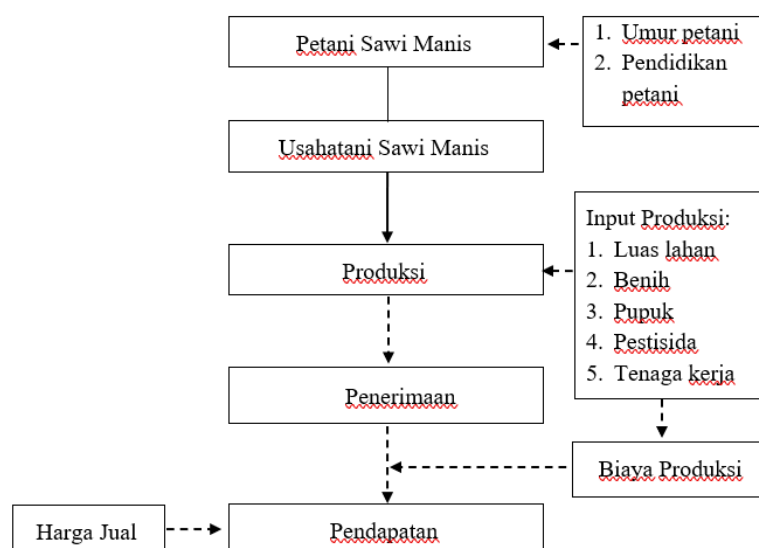 Petani Sawi Manis
1. Umur petani
2. Pendidikan
petani
Usahatani Sawi Manis
Input Produksi:
1. Luas lahan
2. Benih
3. Pupuk
4. Pestisida
5. Tenaga kerja
Produksi
Penerimaan
Biaya Produksi
Harga Jual
Pendapatan